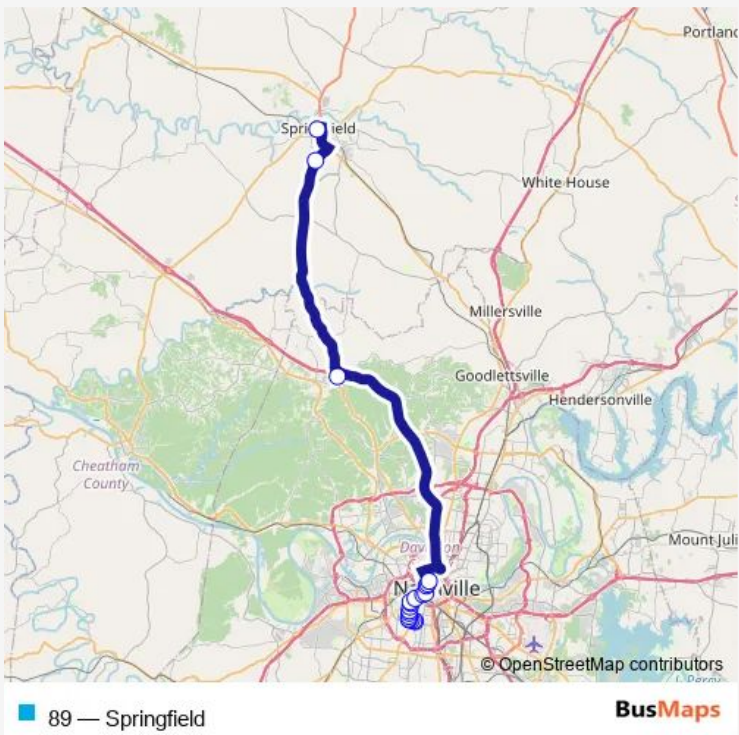 Portland
Springfield
White House
Millersville
Goodlettsville
Hendersonville
Cheatham
County
Mount Juli
Davidson
Nashville
© OpenStreetMap contributors
89 — Springfield
BusMaps